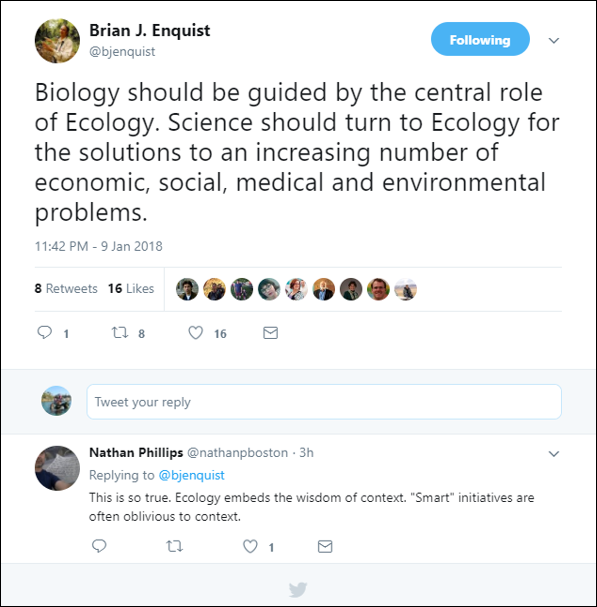 Brian J. Enquist
@bjenquist
Following
Biology should be guided by the central role
of Ecology. Science should turn to Ecology for
the solutions to an increasing number of
economic, social, medical and environmental
problems.
11:42 PM - 9 Jan 2018
8 Retweets 16 Likes
1 8 16
Tweet your reply
Nathan Phillips @nathanpboston · 3h
Replying to @bjenquist
This is so true. Ecology embeds the wisdom of context. "Smart" initiatives are
often oblivious to context.
1